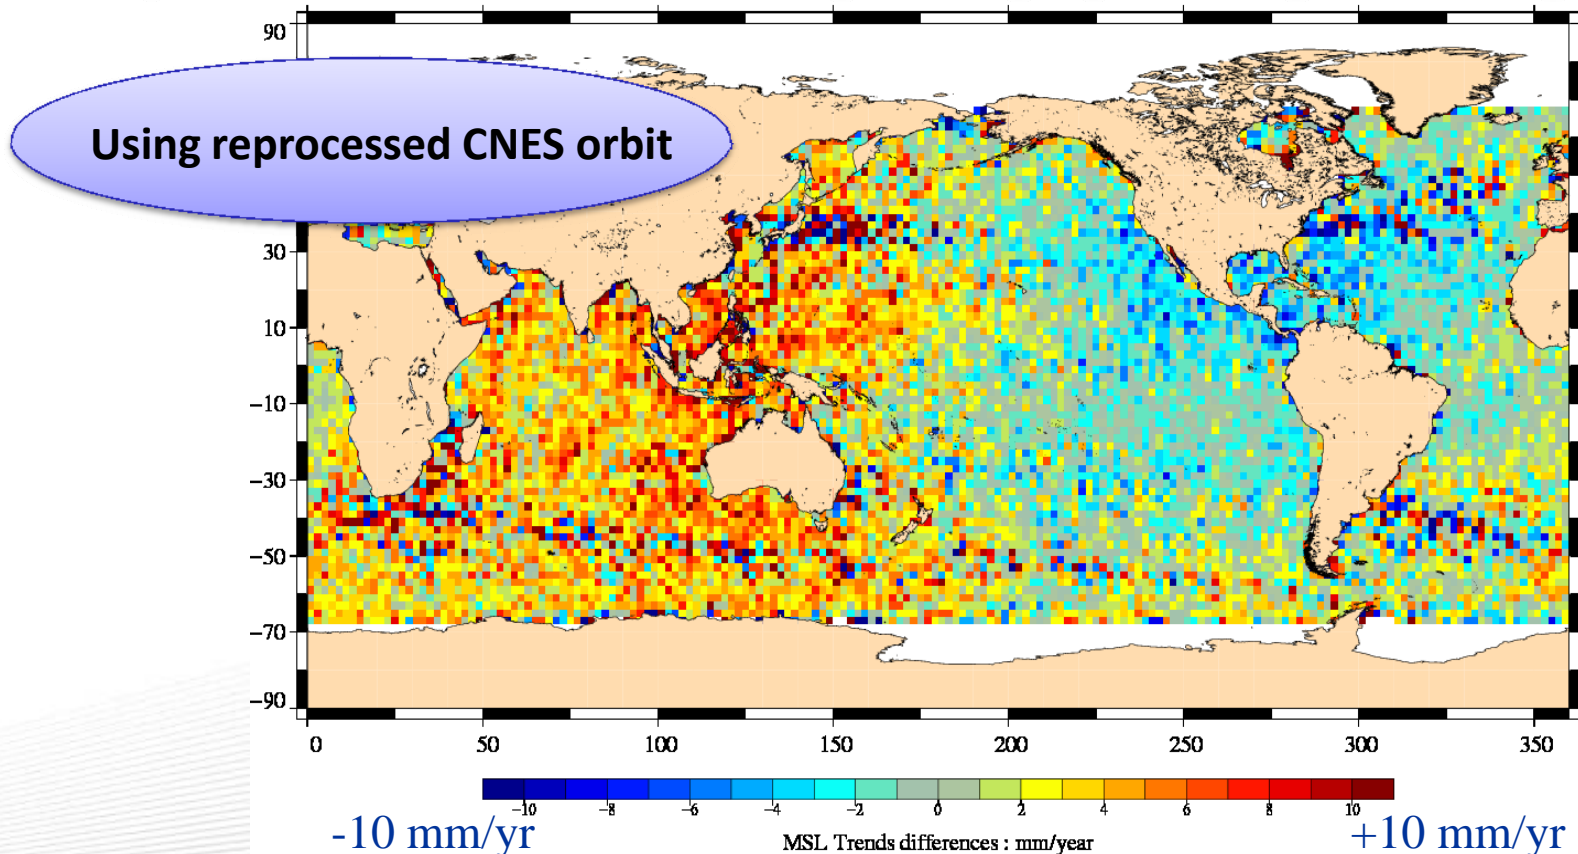 90
Using reprocessed CNES orbit
30
10
-10
-30
-50
-70
-90
0 50 100 150 200 250 300 350
-10 -8 -6 -4 -2 0 2 4 6 8 10
-10 mm/yr MSL Trends differences : mm/year +10 mm/yr